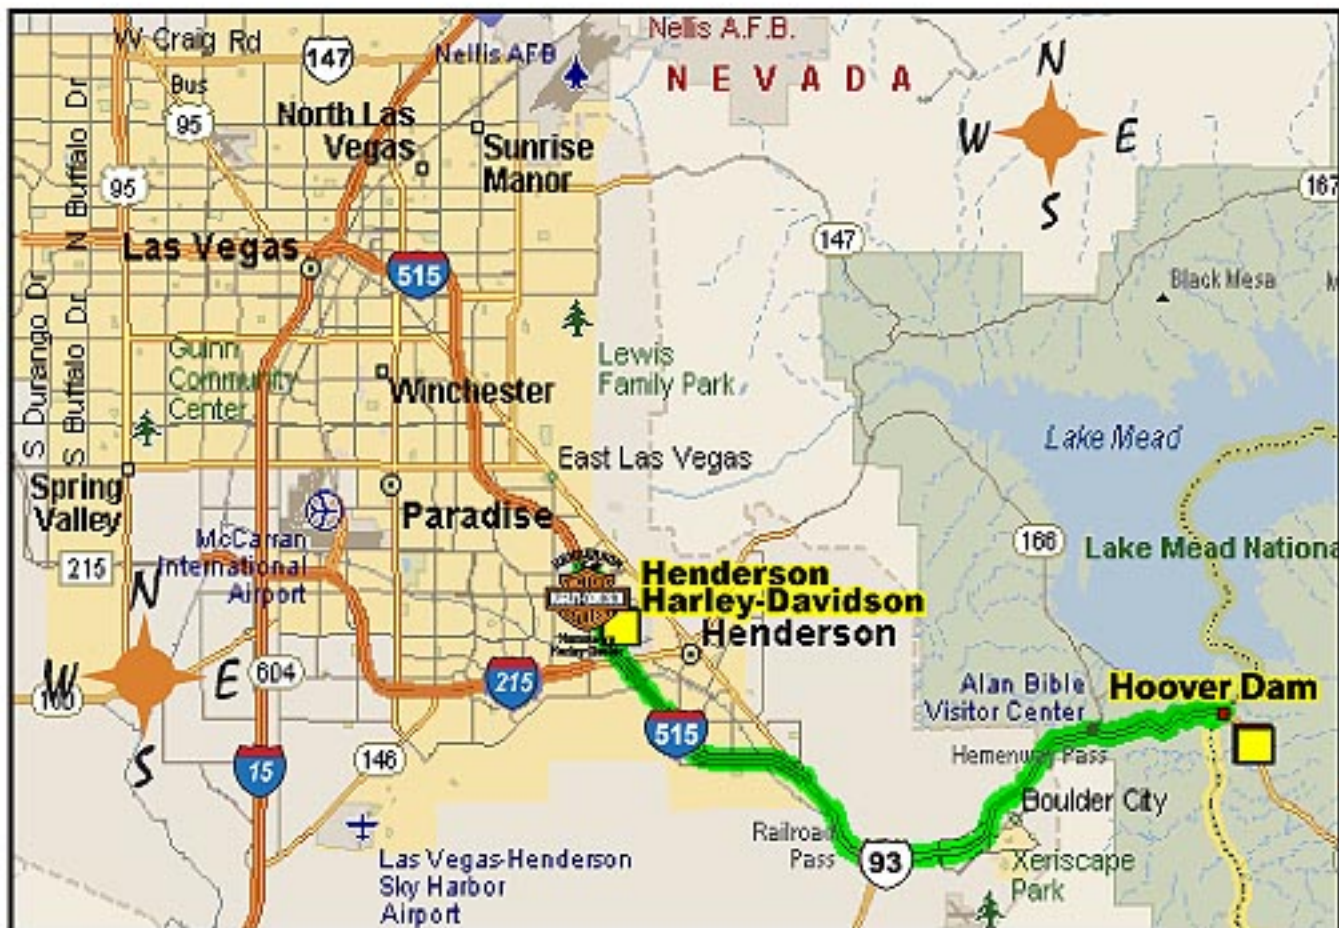 W Craig Rd
147
Nellis AFB
Nellis A.F.B.
NEVADA
N
W
E
S
Bus
95
North Las
Vegas
Sunrise
Manor
95
N Buffalo Dr
167
147
Las Vegas
515
Black Mesa
M
S Durango Dr
S Buffalo Dr
Guinn
Community
Center
Winchester
Lewis
Family Park
Lake Mead
East Las Vegas
Spring
Valley
Paradise
McCarran
International
Airport
215
166
Lake Mead Nationa
Henderson
Harley-Davidson
Henderson
HARLEY-DAVIDSON
N
W
E
S
604
160
215
Alan Bible
Visitor Center
Hoover Dam
515
Hemenway Pass
15
146
Boulder City
Railroad
Pass
93
Xeriscape
Park
Las Vegas-Henderson
Sky Harbor
Airport